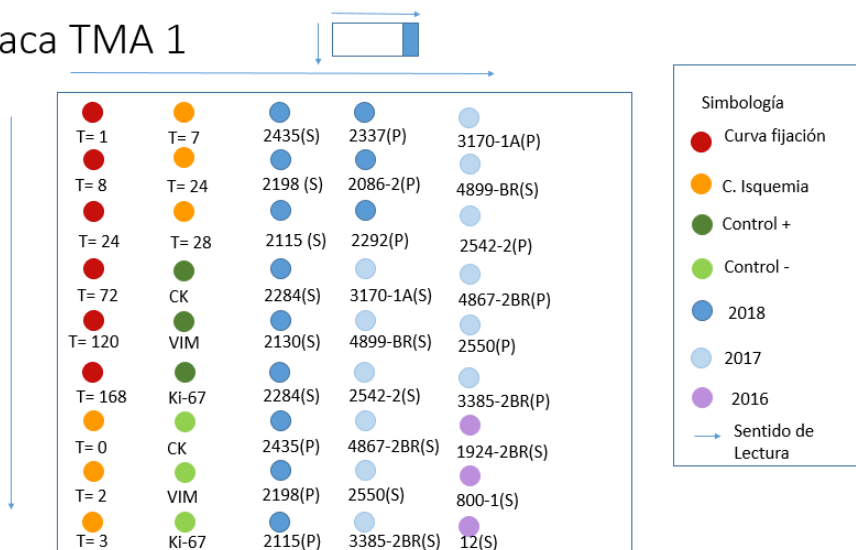 aca TMA 1
T= 1 T= 7 2435(S) 2337(P) 3170-1A(P)
T= 8 T= 24 2198 (S) 2086-2(P) 4899-BR(S)
T= 24 T= 28 2115 (S) 2292(P) 2542-2(P)
T= 72 CK 2284(S) 3170-1A(S) 4867-2BR(P)
T= 120 VIM 2130(S) 4899-BR(S) 2550(P)
T= 168 Ki-67 2284(S) 2542-2(S) 3385-2BR(P)
T= 0 CK 2435(P) 4867-2BR(S) 1924-2BR(S)
T= 2 VIM 2198(P) 2550(S) 800-1(S)
T= 3 Ki-67 2115(P) 3385-2BR(S) 12(S)
Simbología
Curva fijación
C. Isquemia
Control +
Control -
2018
2017
2016
Sentido de
Lectura